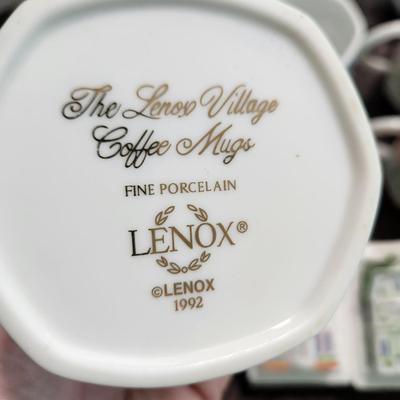 The Lenox Village
Coffee Mugs
FINE PORCELAIN
LENOX®
©LENOX
1992